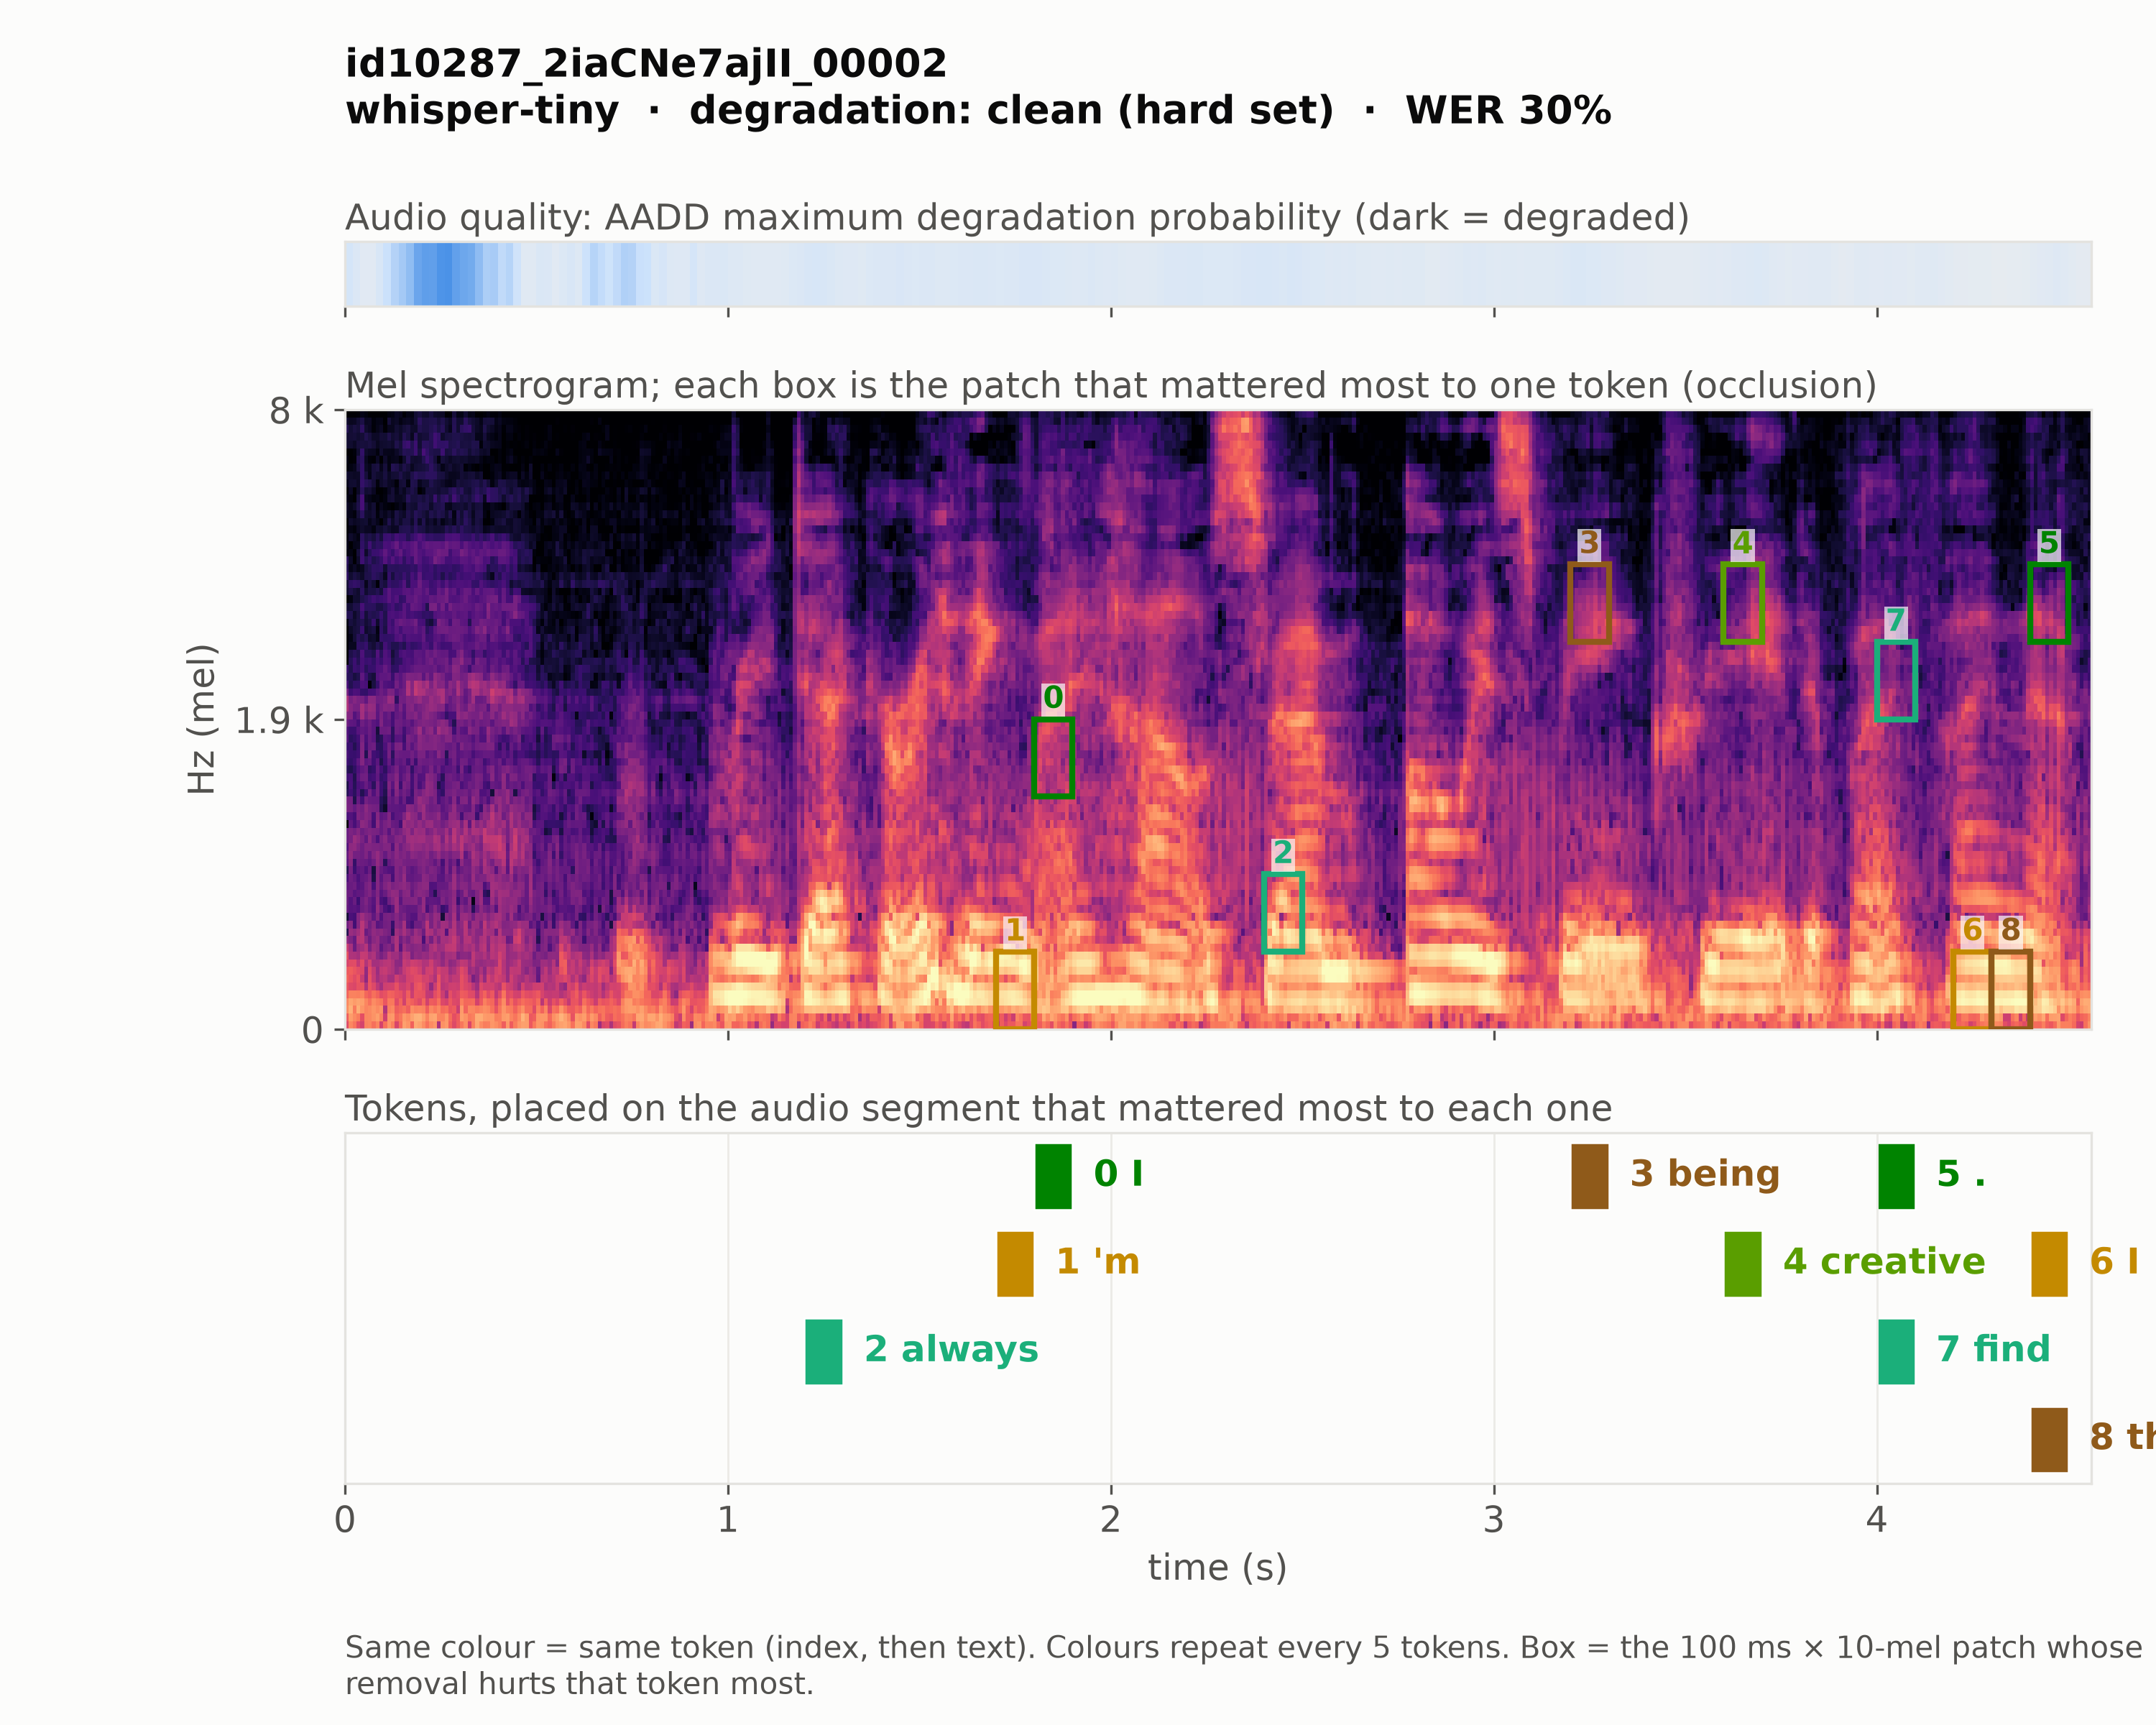 id10287_2iaCNe7ajII_00002
whisper-tiny · degradation: clean (hard set) · WER 30%
Audio quality: AADD maximum degradation probability (dark = degraded)
Mel spectrogram; each box is the patch that mattered most to one token (occlusion)
8 k
1.9 k
0
Hz (mel)
3
4
5
7
0
2
1
6
8
Tokens, placed on the audio segment that mattered most to each one
0 I
3 being
5 .
1 'm
4 creative
6 I
2 always
7 find
8 th
0
1
2
3
4
time (s)
Same colour = same token (index, then text). Colours repeat every 5 tokens. Box = the 100 ms × 10-mel patch whose
removal hurts that token most.